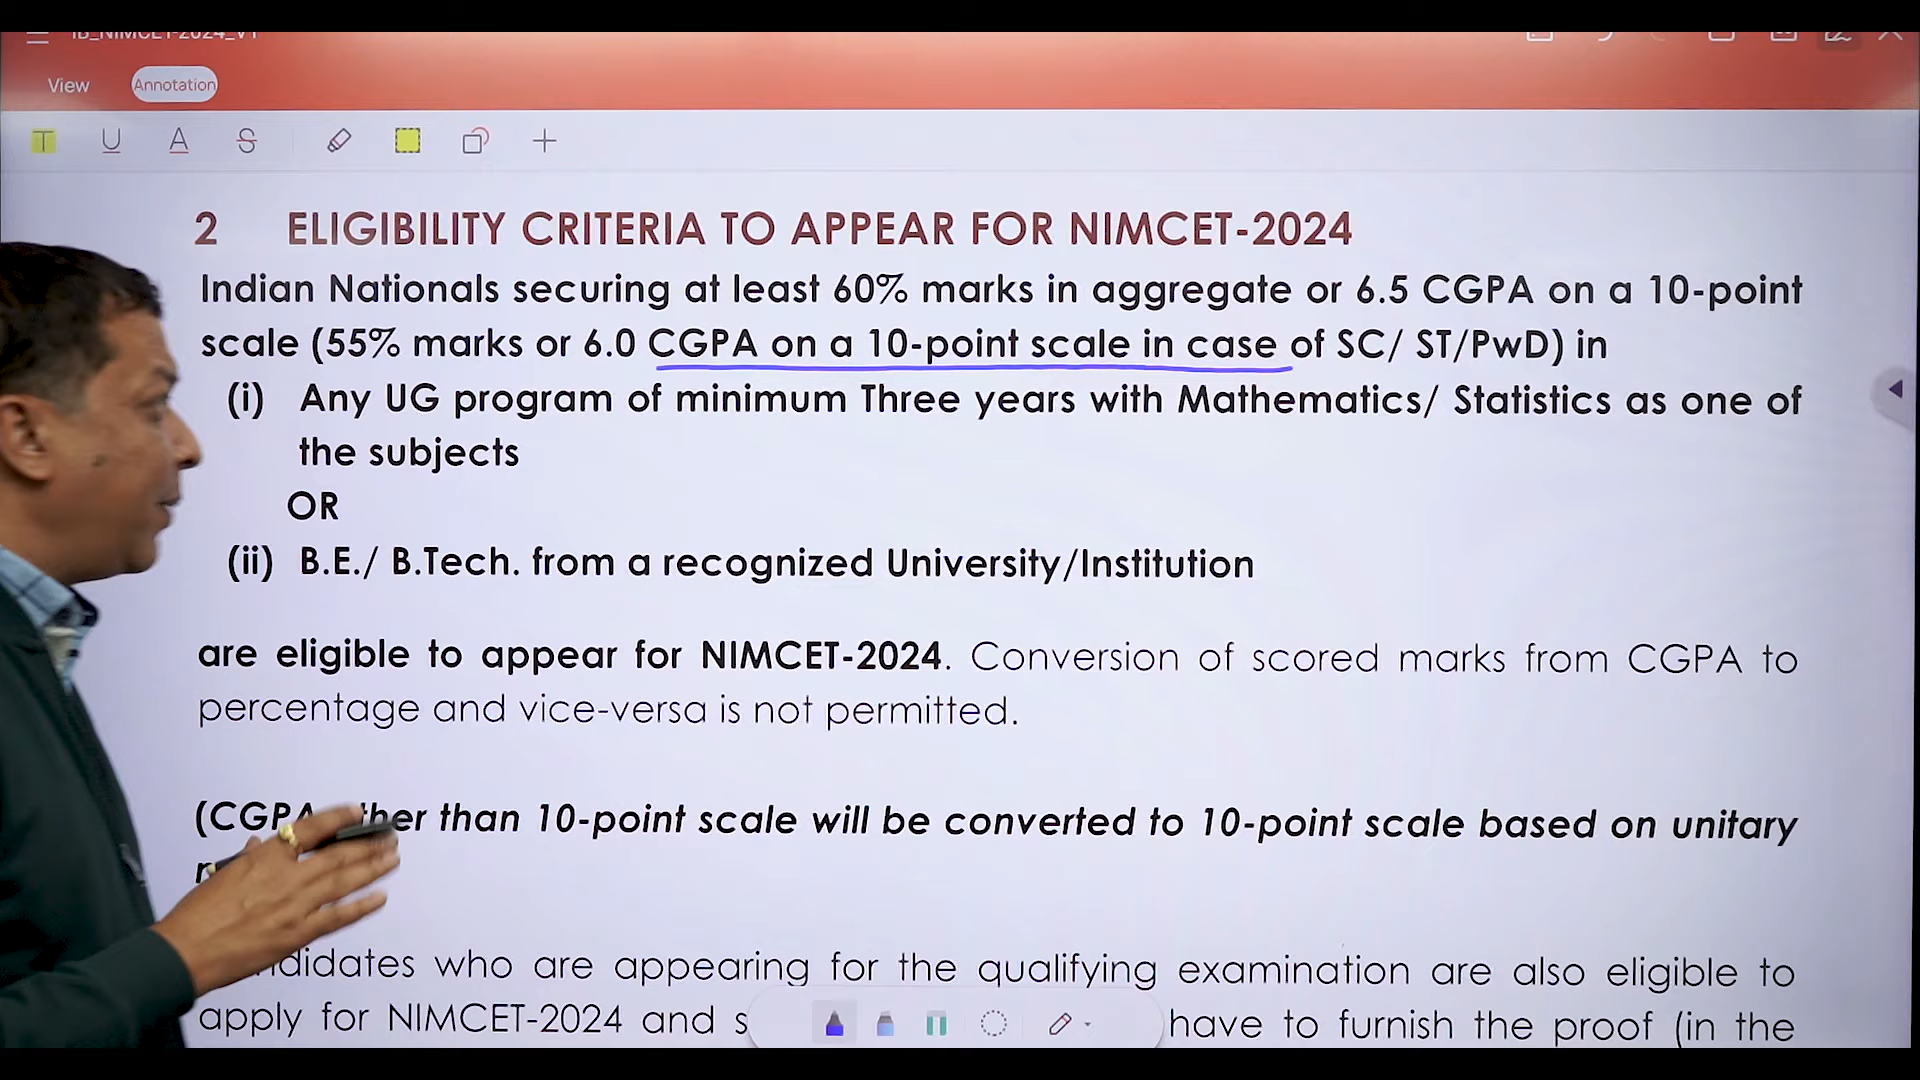 IB_NIMCET-2024_V1
View
Annotation
T U A S
2 ELIGIBILITY CRITERIA TO APPEAR FOR NIMCET-2024
Indian Nationals securing at least 60% marks in aggregate or 6.5 CGPA on a 10-point
scale (55% marks or 6.0 CGPA on a 10-point scale in case of SC/ ST/PwD) in
(i) Any UG program of minimum Three years with Mathematics/ Statistics as one of
the subjects
OR
(ii) B.E./ B.Tech. from a recognized University/Institution
are eligible to appear for NIMCET-2024. Conversion of scored marks from CGPA to
percentage and vice-versa is not permitted.
(CGPA than 10-point scale will be converted to 10-point scale based on unitary
who are appearing for the qualifying examination are also eligible to
apply for NIMCET-2024 and have to furnish the proof (in the